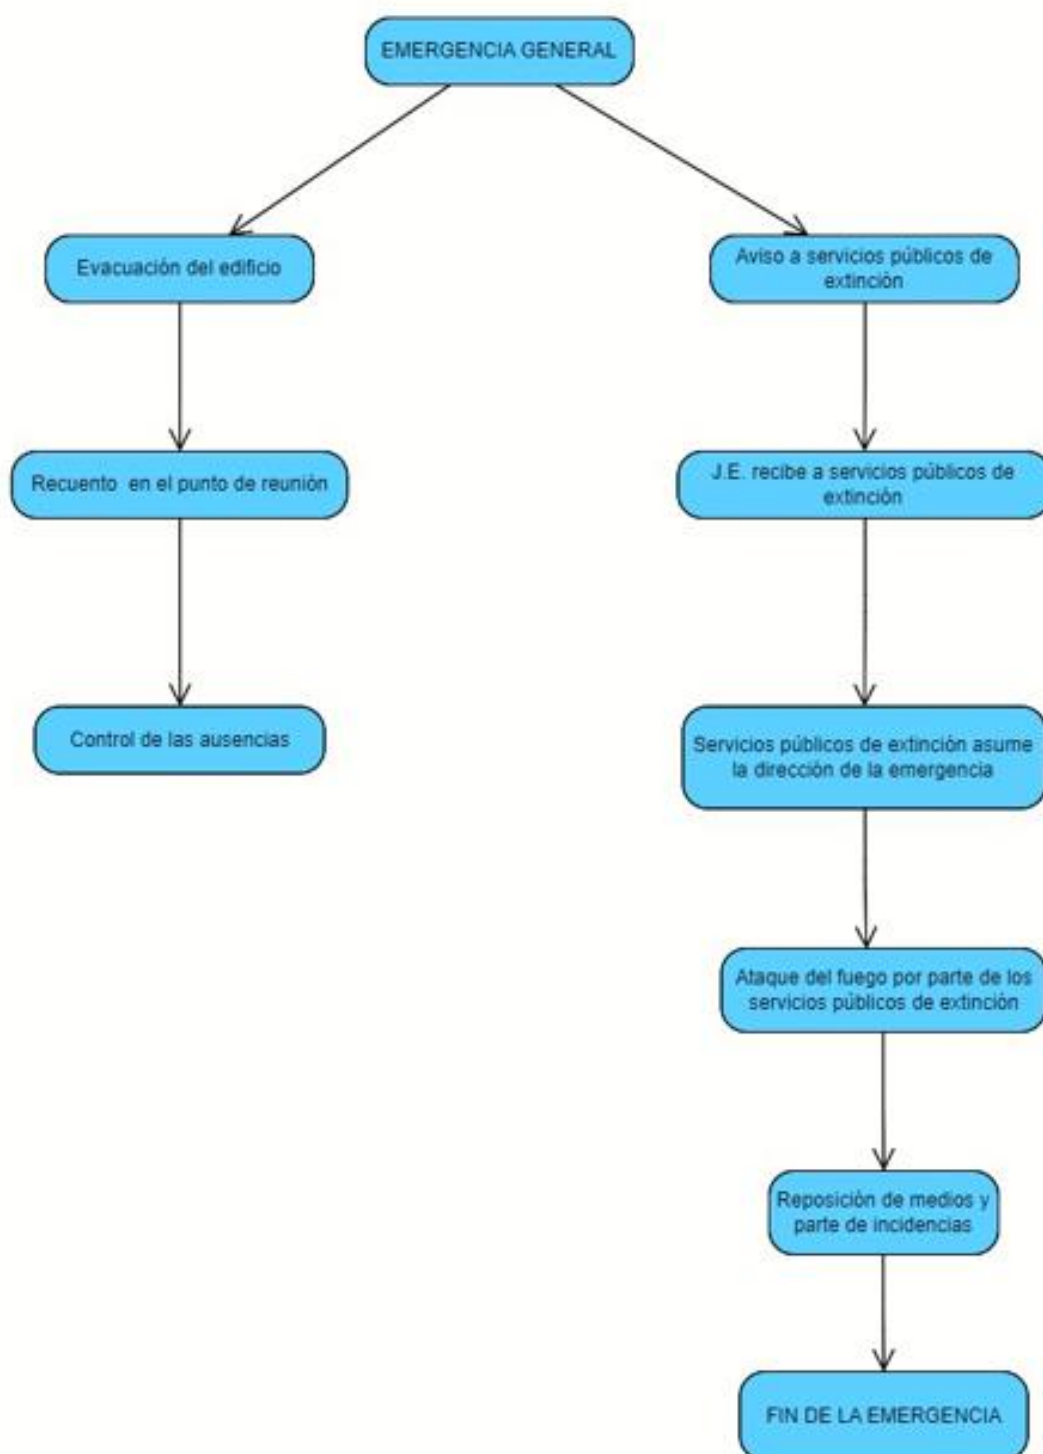 EMERGENCIA GENERAL
Evacuación del edificio
Aviso a servicios públicos de
extinción
Recuento en el punto de reunión
J.E. recibe a servicios públicos de
extinción
Control de las ausencias
Servicios públicos de extinción asume
la dirección de la emergencia
Ataque del fuego por parte de los
servicios públicos de extinción
Reposición de medios y
parte de incidencias
FIN DE LA EMERGENCIA